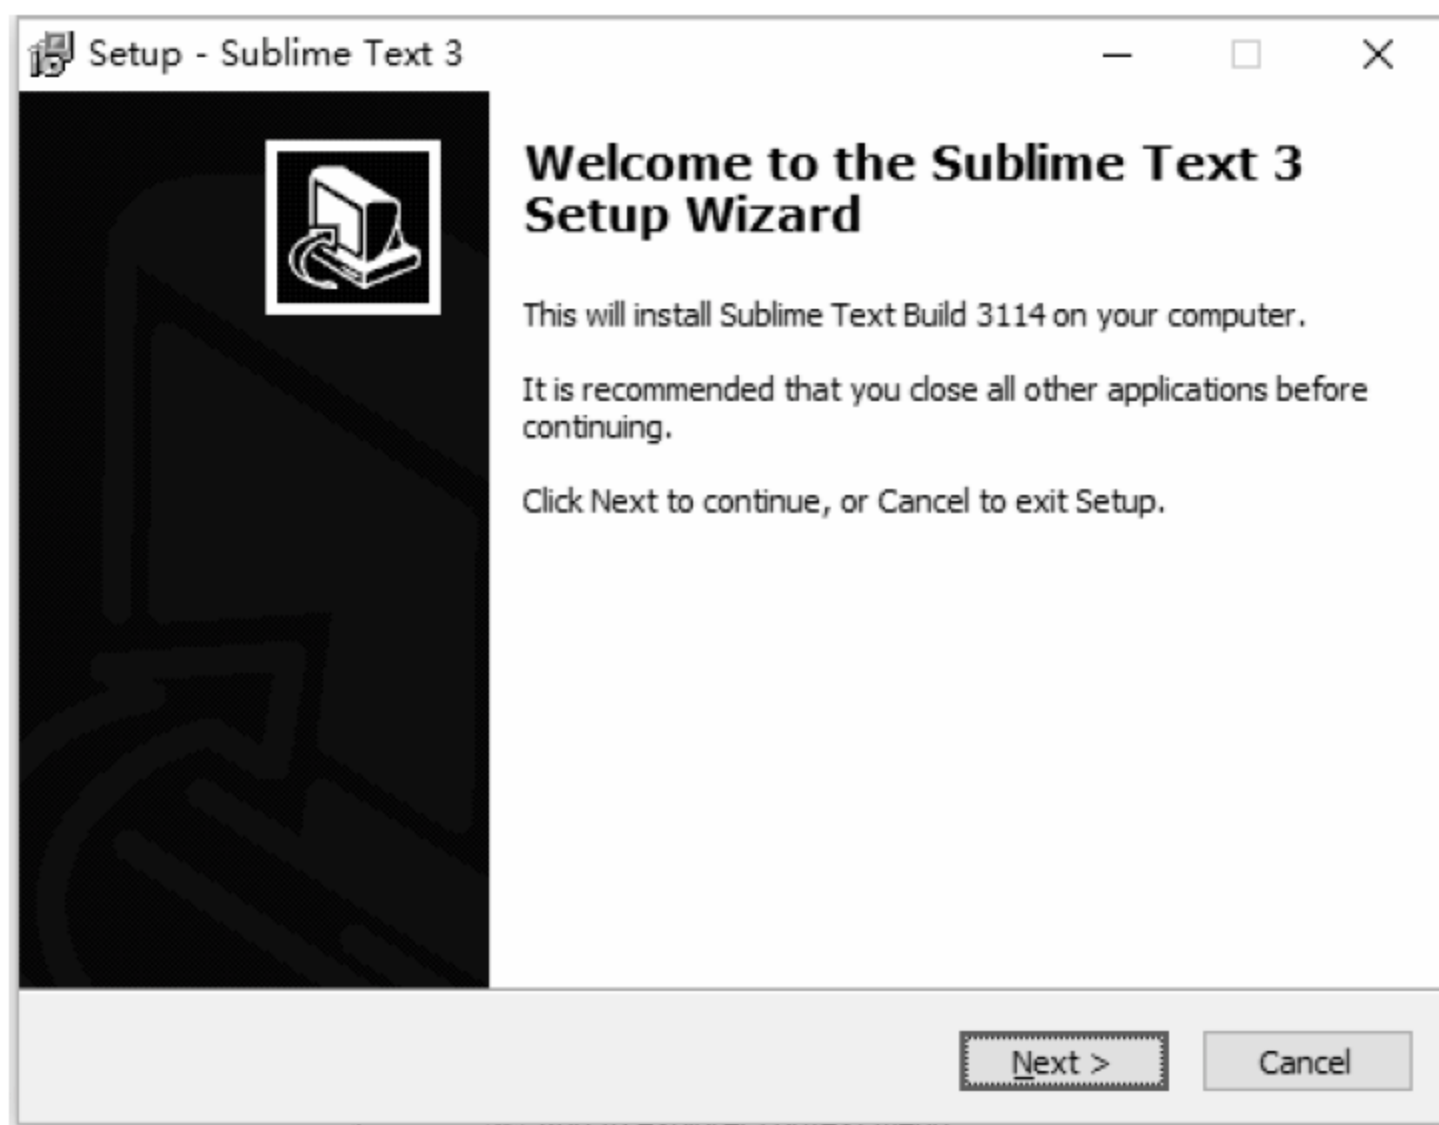 Setup - Sublime Text 3
Welcome to the Sublime Text 3
Setup Wizard
This will install Sublime Text Build 3114 on your computer.
It is recommended that you close all other applications before
continuing.
Click Next to continue, or Cancel to exit Setup.
Next >
Cancel